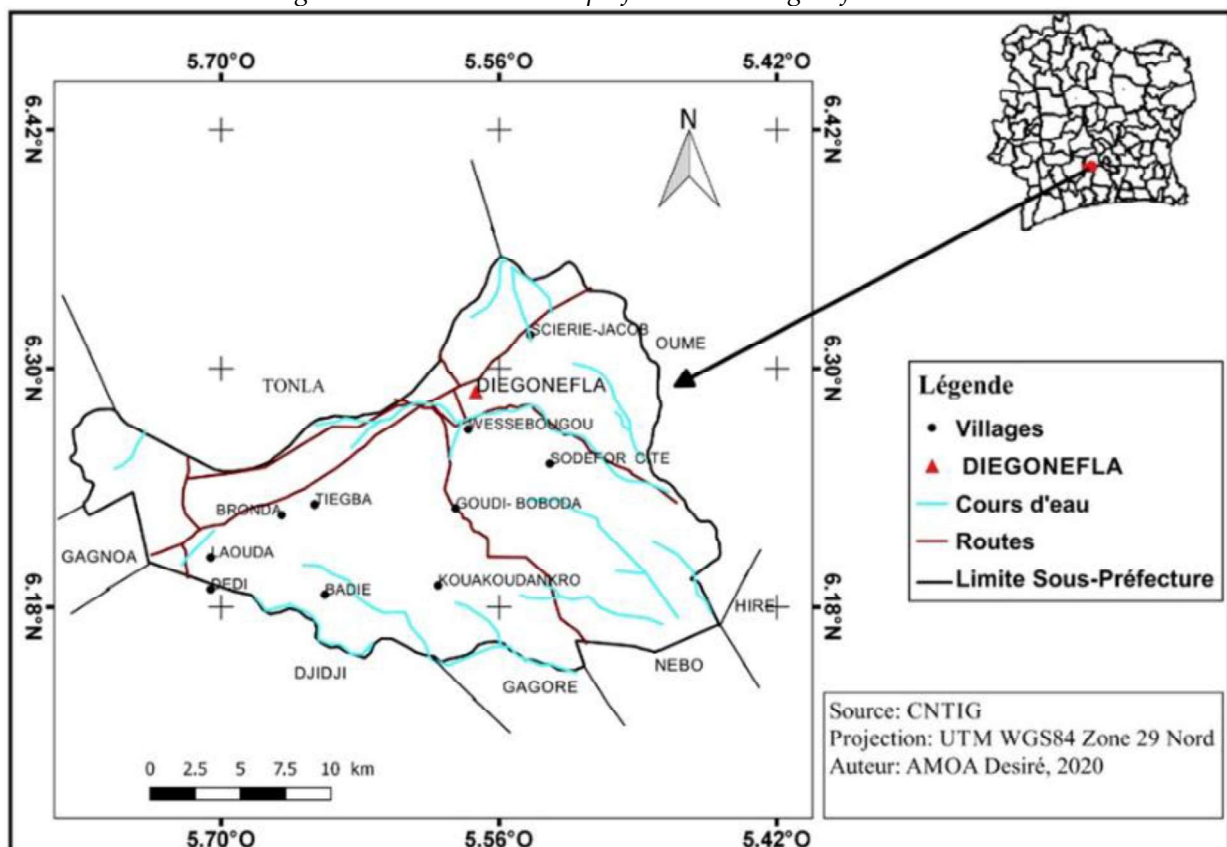 5.70°O
5.56°O
5.42°O
6.42°N
6.42°N
N
SCIERIE-JACOB
OUME
6.30°N
6.30°N
TONLA
DIEGONEFLA
WESSEBOUGOU
SODEFOR CITE
TIEGBA
BRONDA
GOUDI- BOBODA
GAGNOA
LAOUDA
DEDI
BADIE
KOUAKOUDANKRO
6.18°N
6.18°N
HIRE
NEBO
DJIDJI
GAGORE
0 2.5 5 7.5 10 km
5.70°O
5.56°O
5.42°O
Légende
Villages
DIEGONEFLA
Cours d'eau
Routes
Limite Sous-Préfecture
Source: CNTIG
Projection: UTM WGS84 Zone 29 Nord
Auteur: AMOA Desiré, 2020